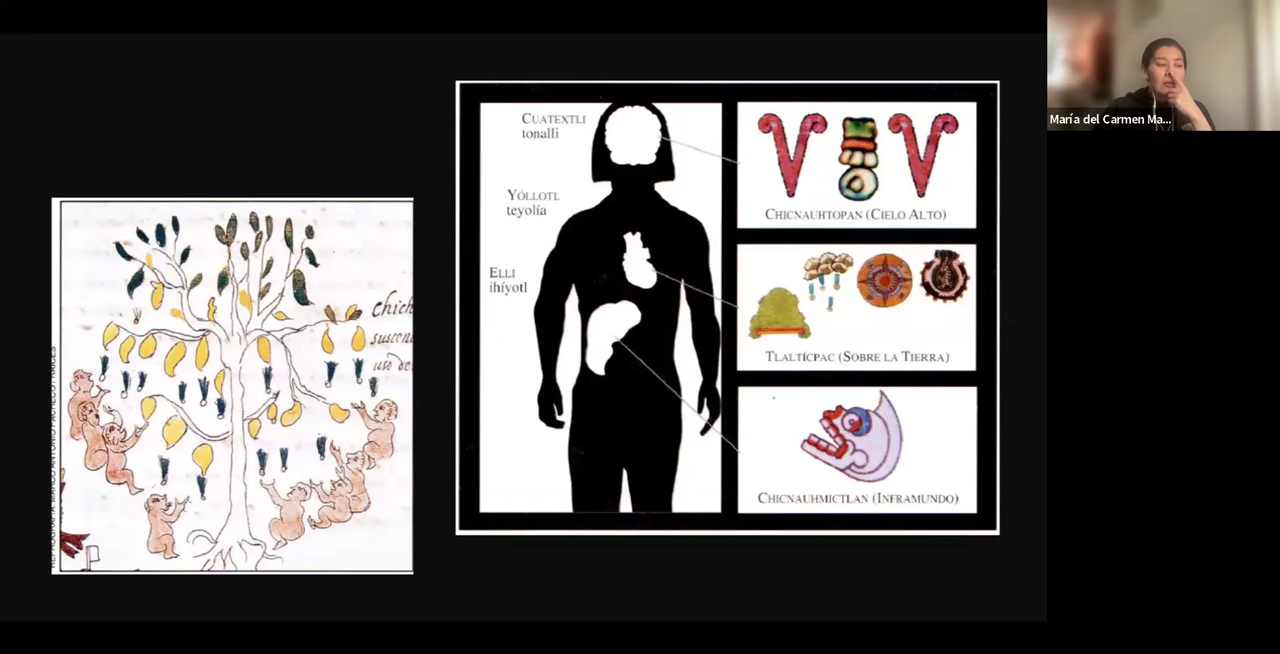 CUATEXTLI
tonalli
YÓLLOTL
teyolía
ELLI
ihíyotl
CHICNAUHTOPAN (CIELO ALTO)
TLALTÍCPAC (SOBRE LA TIERRA)
CHICNAUHMICTLAN (INFRAMUNDO)
chich
uso de
María del Carmen Ma...